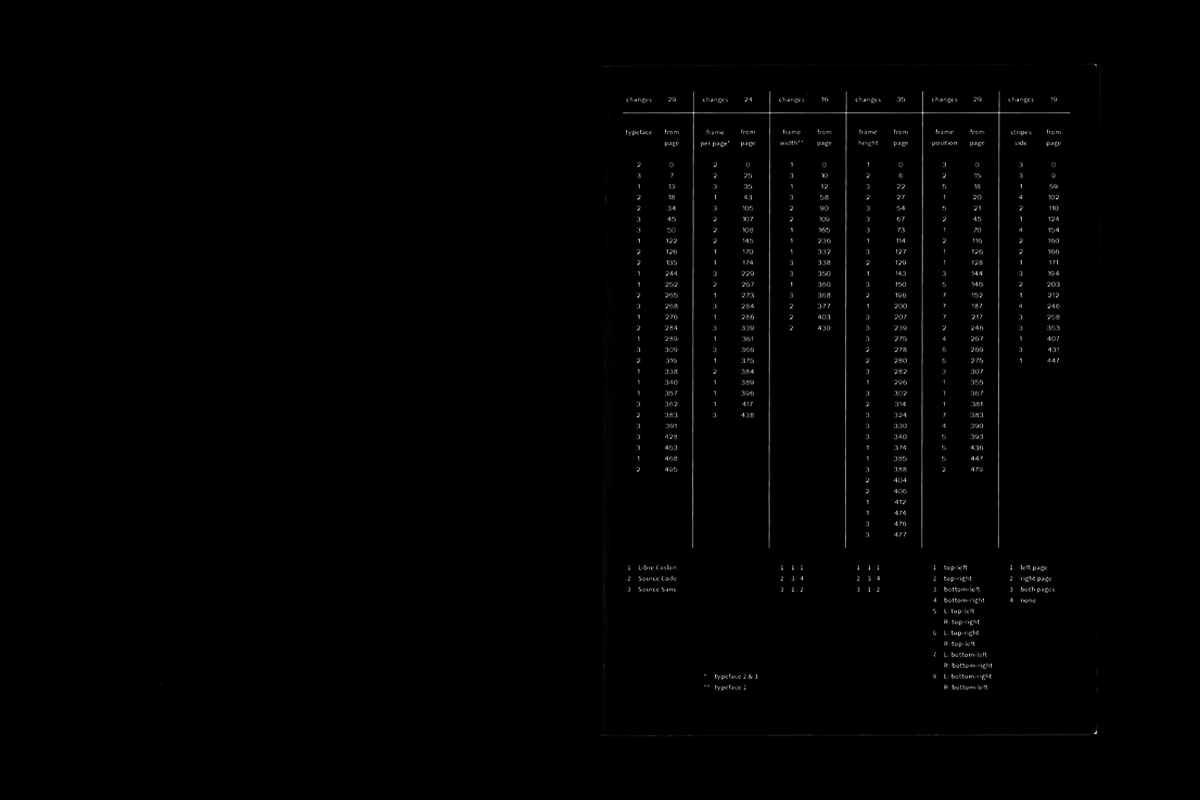 changes 29 changes 24 changes 16 changes 35 changes 29 changes 19
typeface from frame from frame from frame from frame from stripes from
page per page* page width** page height page position page side page
2 0 2 0 1 0 1 0 3 0 3 0
3 7 2 25 3 10 2 6 2 15 3 9
1 13 3 35 1 12 3 22 5 18 1 59
2 18 1 43 3 58 2 27 1 20 4 102
2 34 3 105 2 90 3 54 5 21 2 110
3 45 2 107 2 109 3 67 2 45 1 124
3 50 2 108 1 165 3 73 1 70 4 154
1 122 2 145 1 236 1 114 2 116 2 160
2 126 1 170 1 332 3 127 1 126 2 166
2 135 1 174 3 338 2 129 1 128 1 171
1 244 3 229 3 350 1 143 3 144 3 194
1 252 2 267 1 360 3 150 5 146 2 203
2 265 1 273 3 368 2 196 7 152 1 212
3 268 3 284 2 377 1 200 7 187 4 246
1 276 1 286 2 403 3 207 7 217 3 258
2 284 3 339 2 430 3 239 2 246 3 353
1 289 1 361 3 275 4 267 1 407
3 309 3 366 2 278 6 269 3 431
2 316 1 375 2 280 5 275 1 447
1 338 2 384 3 282 3 307
1 340 1 389 1 296 1 355
1 357 1 396 3 302 1 367
3 362 1 417 2 314 1 381
2 383 3 438 3 324 7 383
3 391 3 330 4 390
3 428 3 340 5 393
3 453 1 374 5 436
1 468 1 385 5 447
2 495 3 388 2 479
2 404
2 406
1 412
1 474
3 476
3 477
1 Libre Caslon 1 1:1 1 1:1 1 top-left 1 left page
2 Source Code 2 3:4 2 3:4 2 top-right 2 right page
3 Source Sans 3 1:2 3 1:2 3 bottom-left 3 both pages
4 bottom-right 4 none
5 L: top-left
R: top-right
6 L: top-right
R: top-left
7 L: bottom-left
R: bottom-right
* typeface 2 & 3 8 L: bottom-right
** typeface 1 R: bottom-left